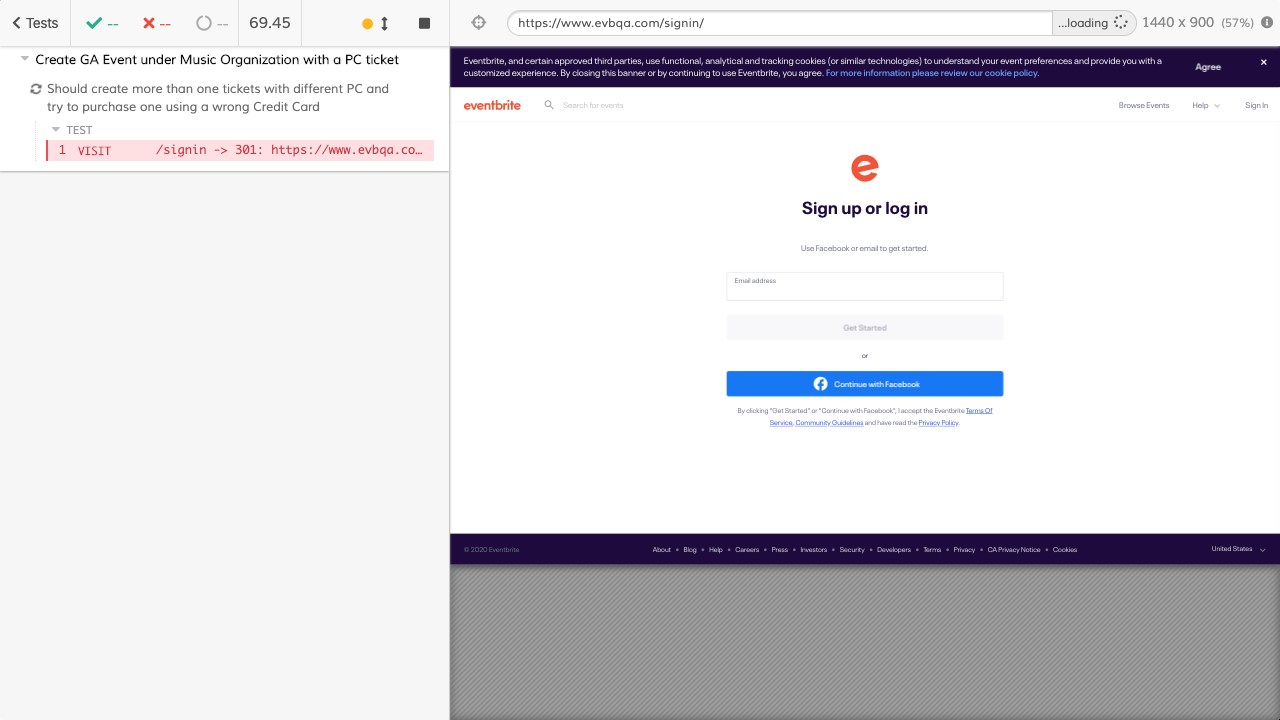 Tests
--
--
--
69.45
https://www.evbqa.com/signin/
...loading
1440 x 900 (57%)
Create GA Event under Music Organization with a PC ticket
Should create more than one tickets with different PC and
try to purchase one using a wrong Credit Card
TEST
1 VISIT /signin -> 301: https://www.evbqa.co…
Eventbrite, and certain approved third parties, use functional, analytical and tracking cookies (or similar technologies) to understand your event preferences and provide you with a
customized experience. By closing this banner or by continuing to use Eventbrite, you agree. For more information please review our cookie policy.
Agree
eventbrite
Search for events
Browse Events
Help
Sign In
Sign up or log in
Use Facebook or email to get started.
Email address
Get Started
or
Continue with Facebook
By clicking "Get Started" or "Continue with Facebook", I accept the Eventbrite Terms Of
Service, Community Guidelines and have read the Privacy Policy.
© 2020 Eventbrite
About • Blog • Help • Careers • Press • Investors • Security • Developers • Terms • Privacy • CA Privacy Notice • Cookies
United States